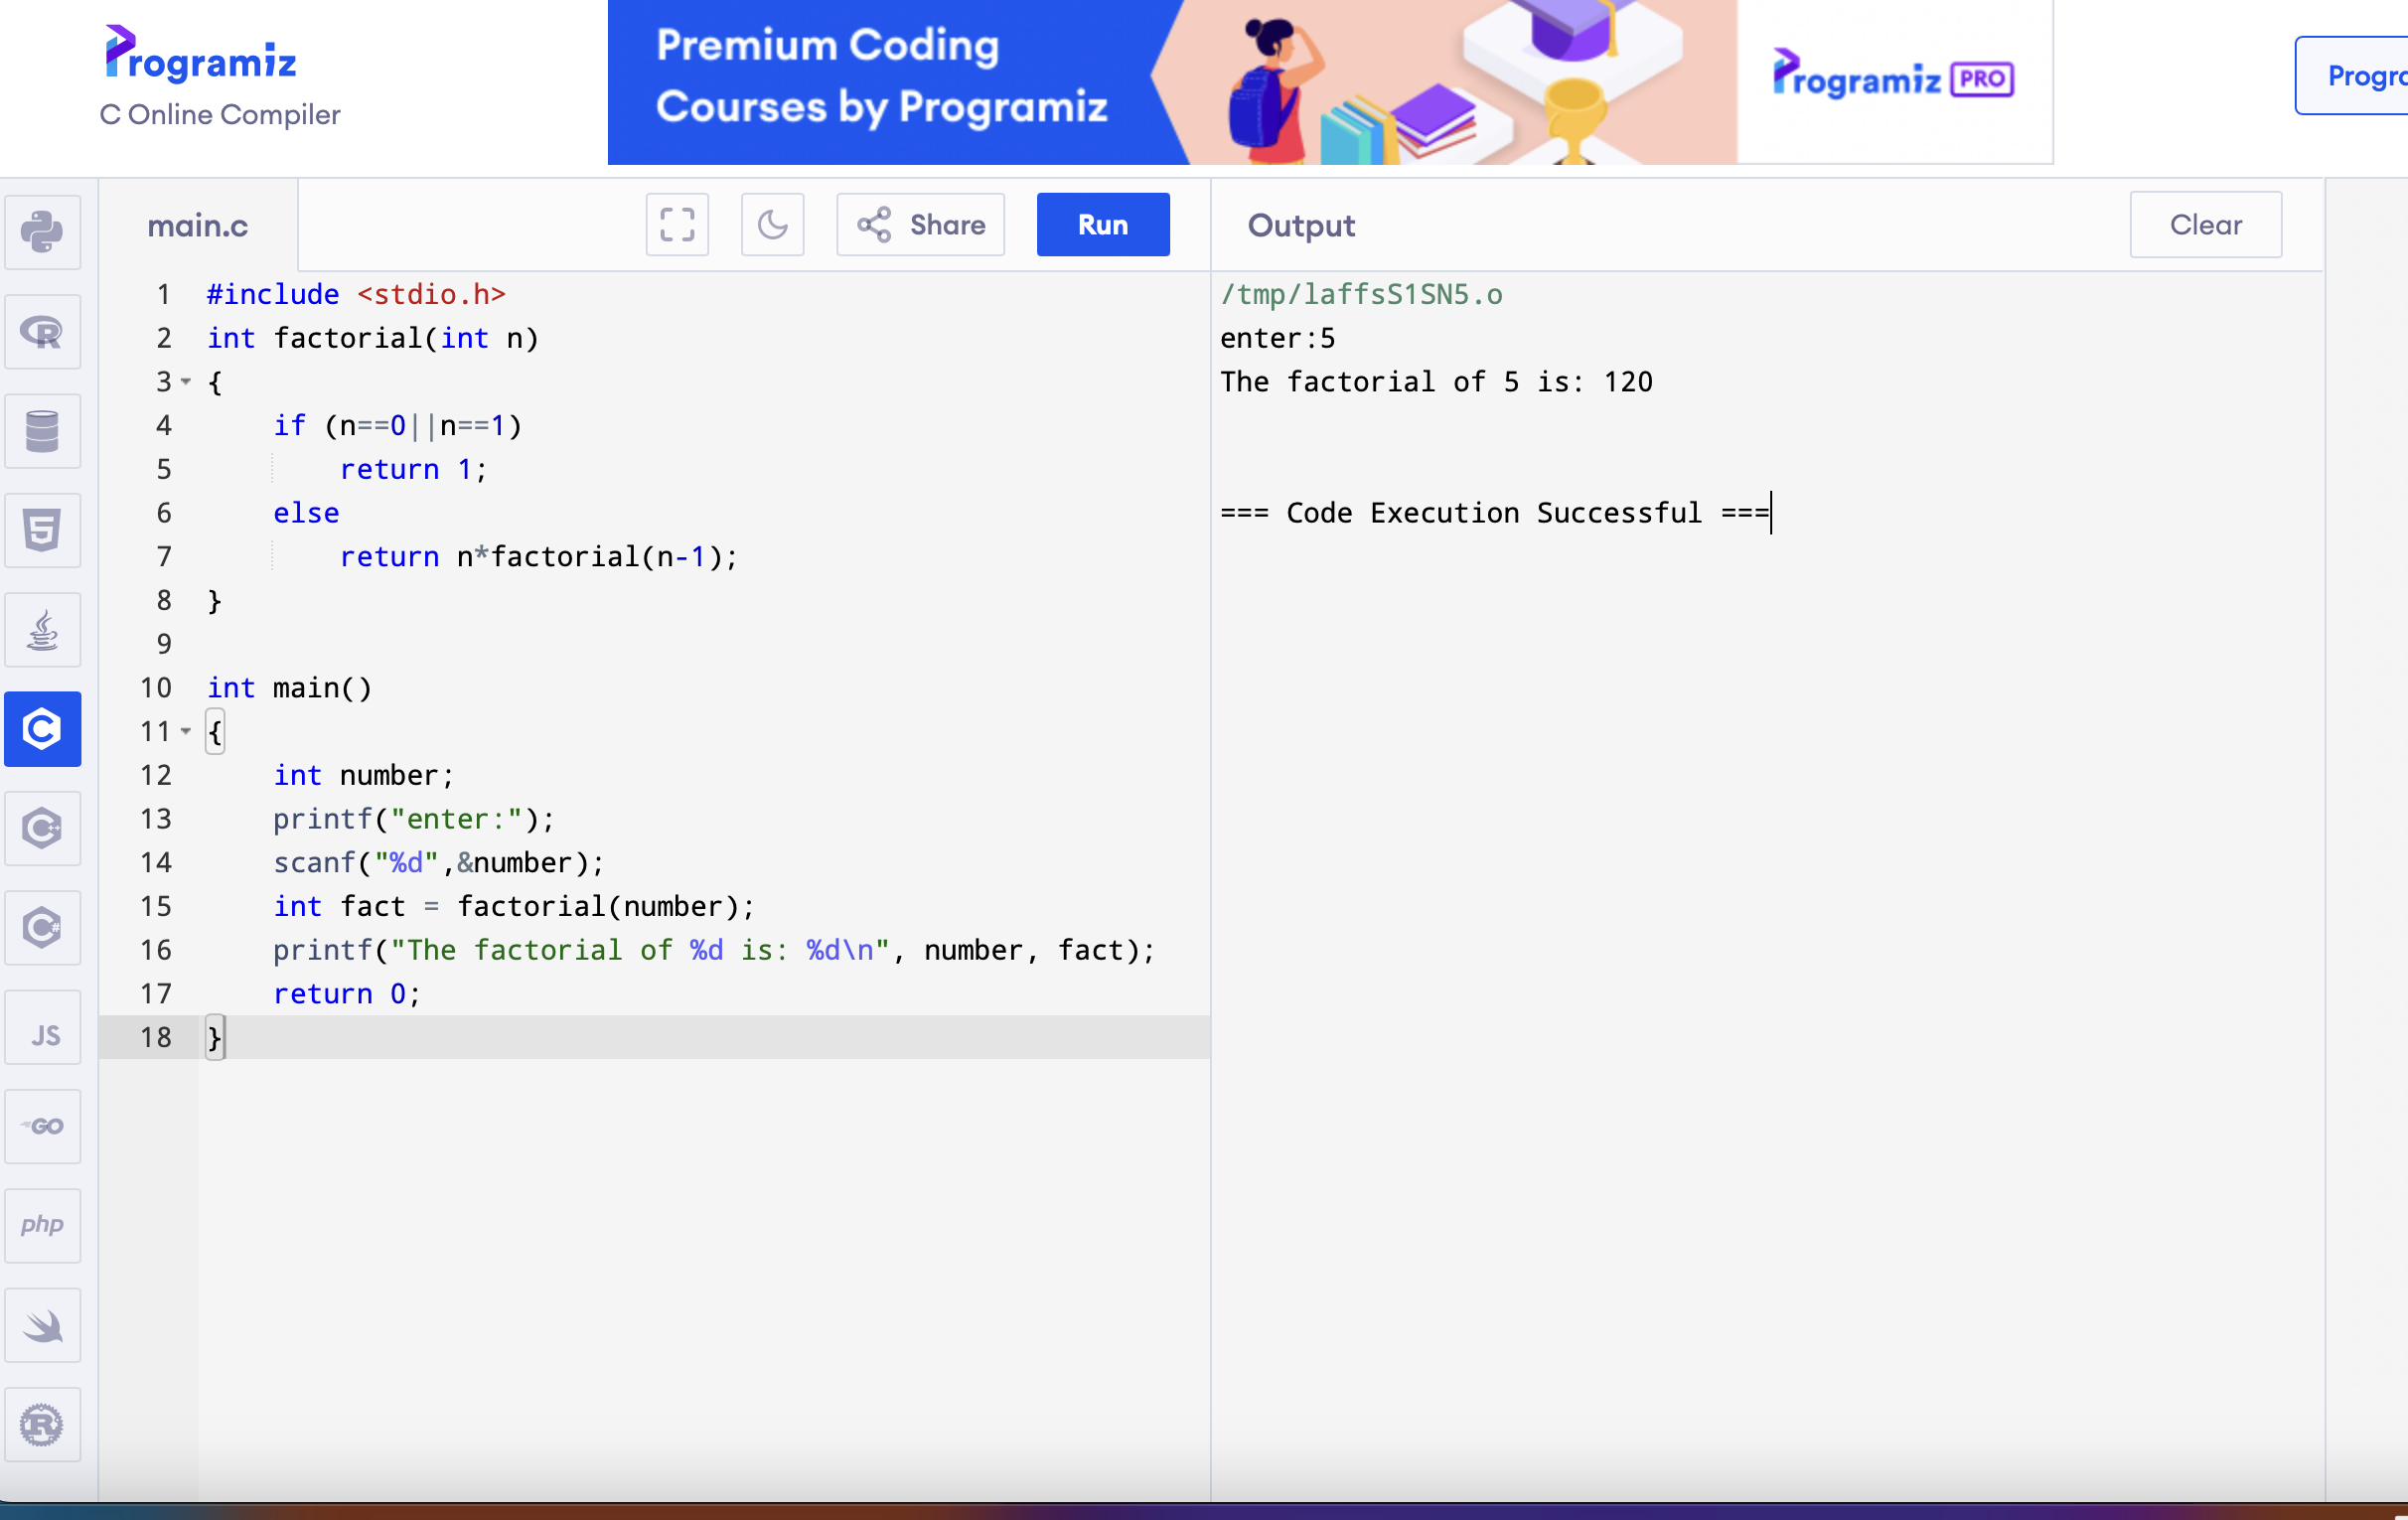 Programiz
C Online Compiler
Premium Coding
Courses by Programiz
Programiz PRO
main.c
Share
Run
Output
Clear
1 #include <stdio.h>
2 int factorial(int n)
3 {
4     if (n==0||n==1)
5         return 1;
6     else
7         return n*factorial(n-1);
8 }
9
10 int main()
11 {
12     int number;
13     printf("enter:");
14     scanf("%d",&number);
15     int fact = factorial(number);
16     printf("The factorial of %d is: %d\n", number, fact);
17     return 0;
18 }
/tmp/laffsS1SN5.o
enter:5
The factorial of 5 is: 120
=== Code Execution Successful ===
R
5
C
C++
C#
JS
GO
php
R